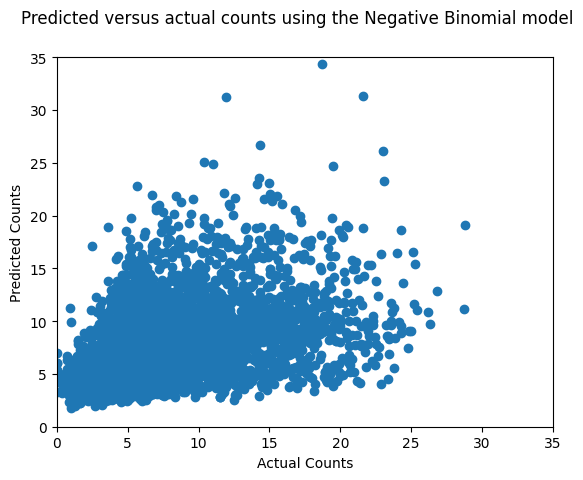 Predicted versus actual counts using the Negative Binomial model
35
30
25
20
15
10
5
0
Predicted Counts
0 5 10 15 20 25 30 35
Actual Counts